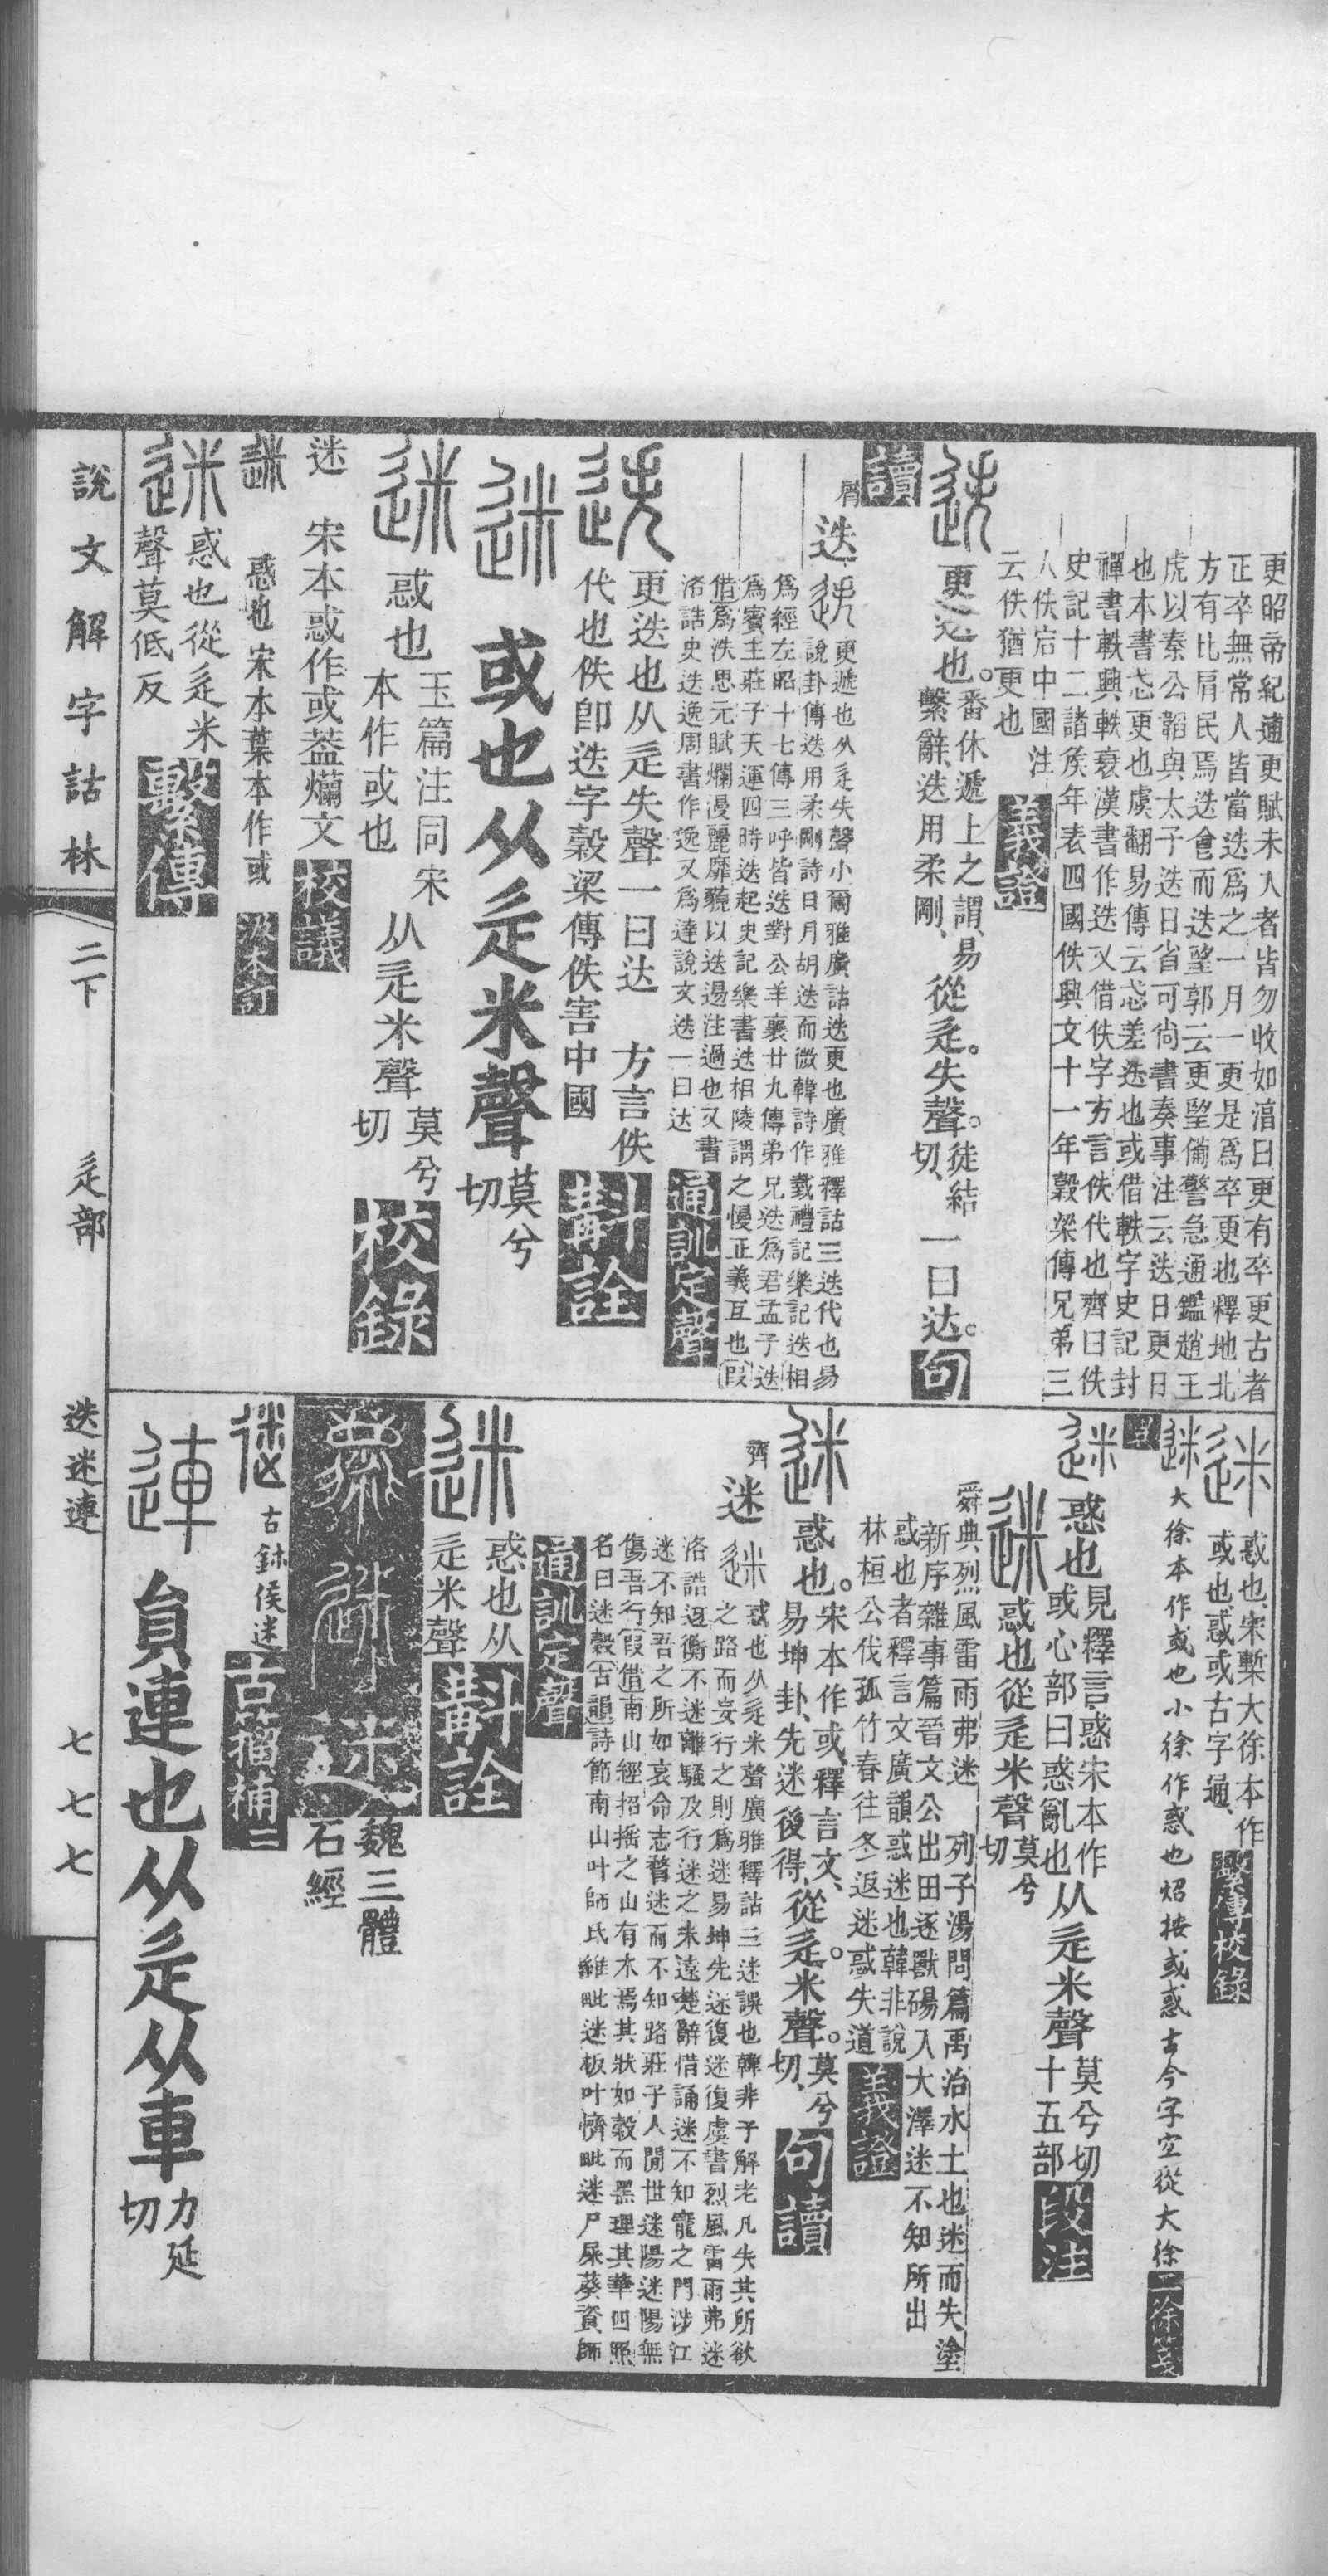 更昭帝紀逋更賦未入者皆勿收如淳曰更有卒更古者
正卒無常人皆當迭爲之一月一更是爲卒更也釋地北
方有比肩民焉迭食而迭望郭云更望備警急通鑑趙王
虎以秦公韜與太子迭日省可尚書奏事注云迭日更日
也本書忒更也虞翻易傳云忒差迭也或借軼字史記封
禪書軼興軼衰漢書作迭又借佚字方言佚代也齊曰佚
史記十二諸侯年表四國佚興文十一年穀梁傳兄弟三
人佚宕中國注
云佚猶更也
義證
更迭也。
番休遞上之謂、易
繫辭、迭用柔剛、
從辵。失聲。
徒結
切、
一曰达。
句
讀
屑
迭
更遞也从辵失聲小爾雅廣詁迭更也廣雅釋詁三迭代也易
說卦傳迭用柔剛詩日月胡迭而微韓詩作臷禮記樂記迭相
爲經左昭十七傳三呼皆迭對公羊襄廿九傳弟兄迭爲君孟子迭
爲賓主莊子天運四時迭起史記樂書迭相陵謂之慢正義互也假
借爲泆思元賦爛漫麗靡藐以迭逿注過也又書
洛誥史迭逸周書作逸又爲達說文迭一曰达
通訓定聲
更迭也从辵失聲一曰达 方言佚
代也佚卽迭字穀梁傳佚害中國
斠詮
或也从辵米聲
莫兮
切
惑也
玉篇注同宋
本作或也
从辵米聲
莫兮
切
校錄
迷 宋本惑作或葢爛文
校議
惑也宋本葉本作或
汲本訂
惑也從辵米
聲莫低反
繫傳
說文解字詁林
二下
辵部
迭迷連
七七七
惑也、宋槧大徐本作
或也惑或古字通、
繫傳校錄
大徐本作或也小徐作惑也炤按或惑古今字宜從大徐
二徐箋
惑也
見釋言惑宋本作
或心部曰惑亂也
从辵米聲
莫兮切
十五部
段注
惑也從辵米聲
莫兮
切
列子湯問篇禹治水土也迷而失塗
舜典烈風雷雨弗迷
新序雜事篇晉文公出田逐獸碭入大澤迷不知所出
惑也者釋言文廣韻惑迷也韓非說
林桓公伐孤竹春往冬返迷惑失道
義證
惑也。
宋本作或、釋言文、
易坤卦、先迷後得、
從辵。米聲。
莫兮
切、
句讀
齊
迷
惑也从辵米聲廣雅釋詁三迷誤也韓非子解老凡失其所欲
之路而妄行之則爲迷易坤先迷復迷復虞書烈風雷雨弗迷
洛誥迓衡不迷離騷及行迷之未遠楚辭惜誦迷不知寵之門涉江
迷不知吾之所如哀命志瞀迷而不知路莊子人閒世迷陽迷陽無
傷吾行假借南山經招搖之山有木焉其狀如穀而黑理其華四照
名曰迷穀古韻詩節南山叶師氐維毗迷板叶懠毗迷尸屎葵資師
通訓定聲
惑也从
辵米聲
斠詮
魏三體
石經
古鉢侯迷
古籀補二
負連也从辵从車
力延
切